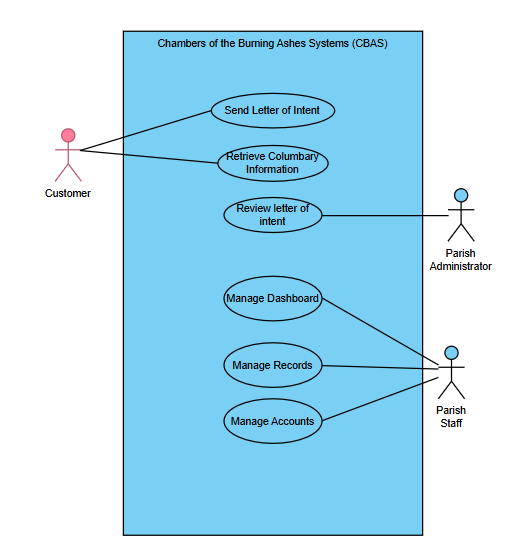 Chambers of the Burning Ashes Systems (CBAS)
Send Letter of Intent
Retrieve Columbary
Information
Customer
Review letter of
intent
Parish
Administrator
Manage Dashboard
Manage Records
Parish
Staff
Manage Accounts